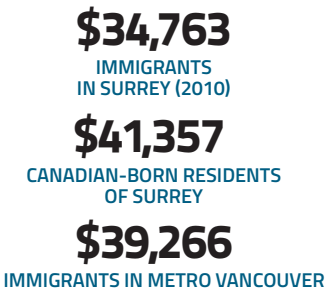 $34,763
IMMIGRANTS
IN SURREY (2010)
$41,357
CANADIAN-BORN RESIDENTS
OF SURREY
$39,266
IMMIGRANTS IN METRO VANCOUVER